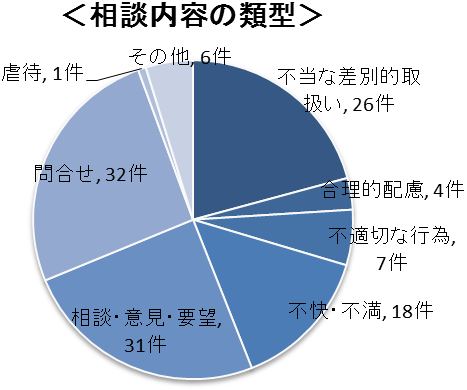 ＜相談内容の類型＞
その他, 6件
虐待, 1件
不当な差別的取
扱い, 26件
問合せ, 32件
合理的配慮, 4件
不適切な行為,
7件
不快・不満, 18件
相談・意見・要望,
31件